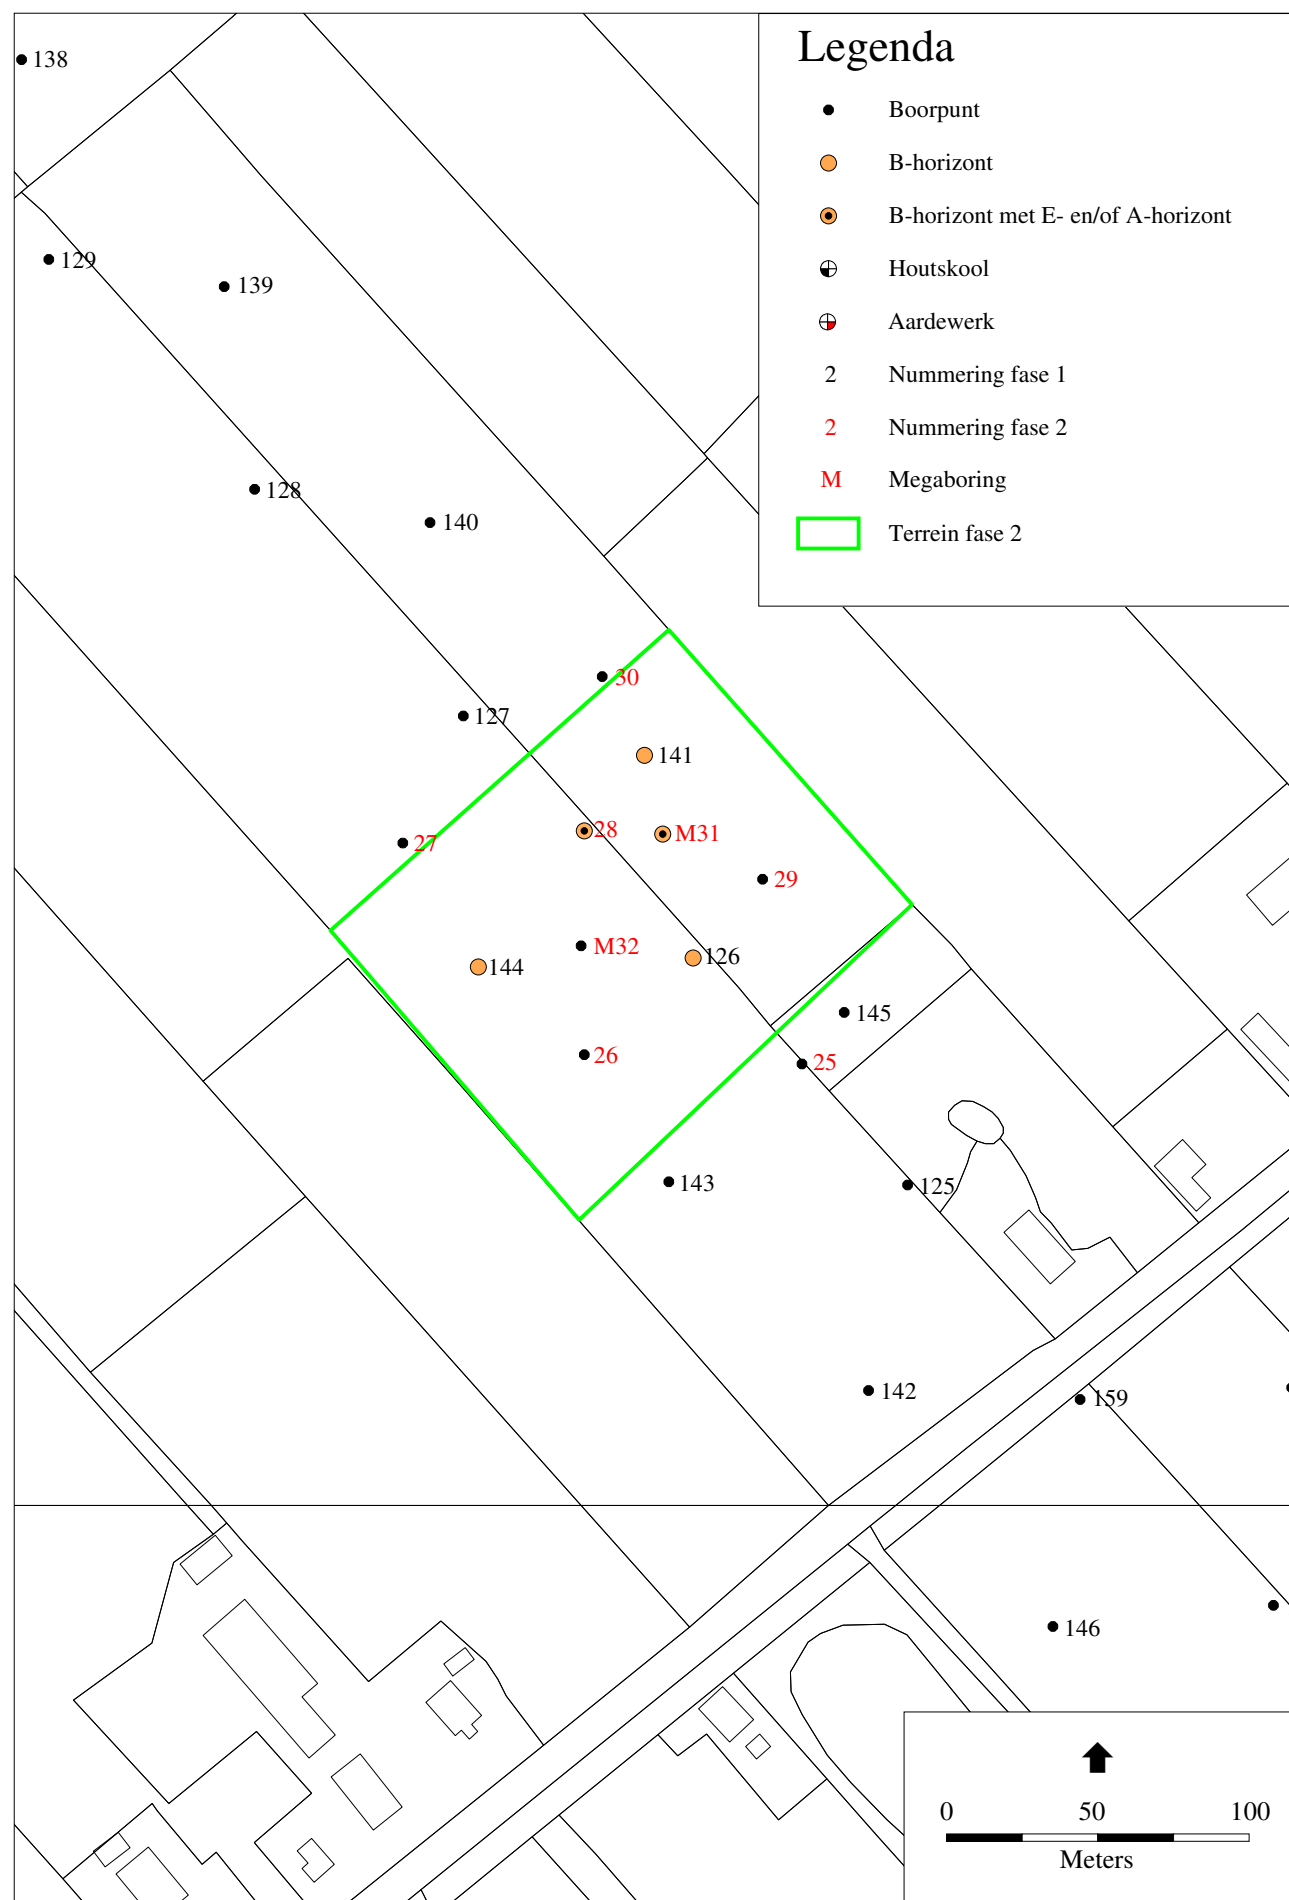 Legenda
Boorpunt
B-horizont
B-horizont met E- en/of A-horizont
Houtskool
Aardewerk
2 Nummering fase 1
2 Nummering fase 2
M Megaboring
Terrein fase 2
138
129
139
128
140
30
127
141
28
M31
27
29
M32
126
144
145
26
25
143
125
142
159
146
0 50 100
Meters